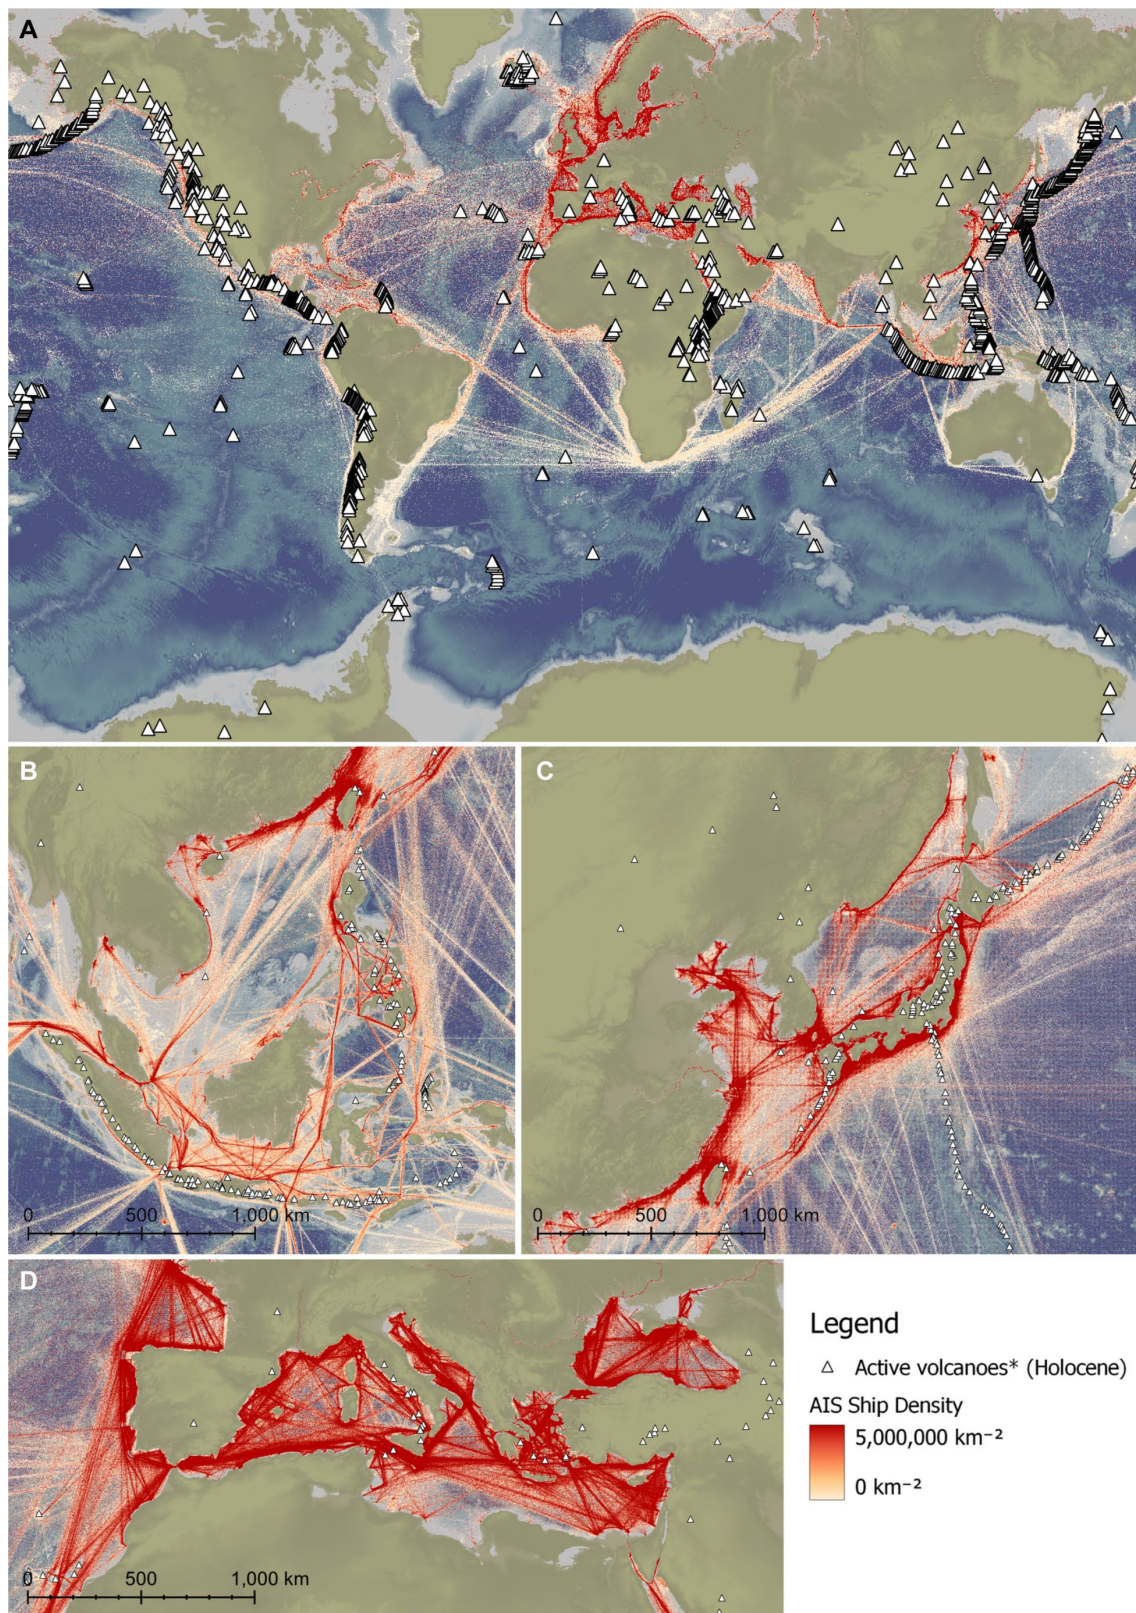 A
B
C
0 500 1,000 km
0 500 1,000 km
D
0 500 1,000 km
Legend
Active volcanoes* (Holocene)
AIS Ship Density
5,000,000 km⁻²
0 km⁻²